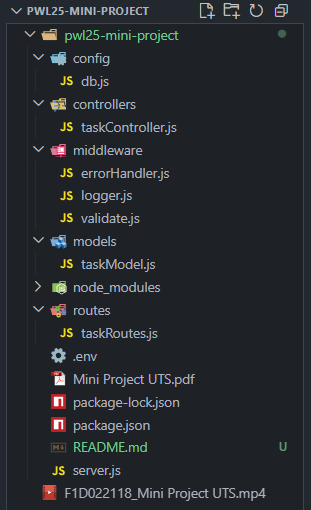 PWL25-MINI-PROJECT
pwl25-mini-project
config
JS db.js
controllers
JS taskController.js
middleware
JS errorHandler.js
JS logger.js
JS validate.js
models
JS taskModel.js
node_modules
routes
JS taskRoutes.js
.env
Mini Project UTS.pdf
package-lock.json
package.json
README.md U
JS server.js
F1D022118_Mini Project UTS.mp4